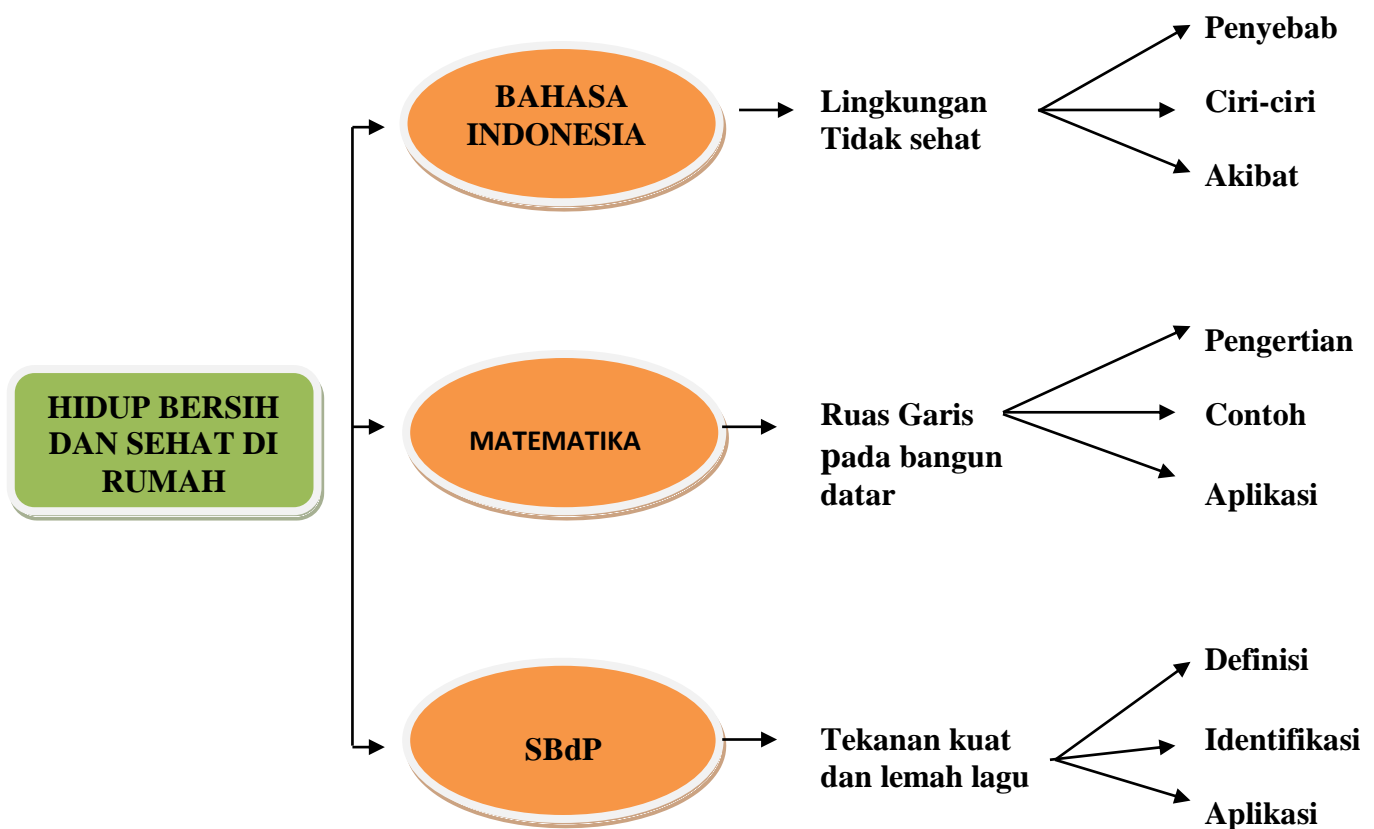 HIDUP BERSIH
DAN SEHAT DI
RUMAH
BAHASA
INDONESIA
Lingkungan
Tidak sehat
Penyebab
Ciri-ciri
Akibat
MATEMATIKA
Ruas Garis
pada bangun
datar
Pengertian
Contoh
Aplikasi
SBdP
Tekanan kuat
dan lemah lagu
Definisi
Identifikasi
Aplikasi